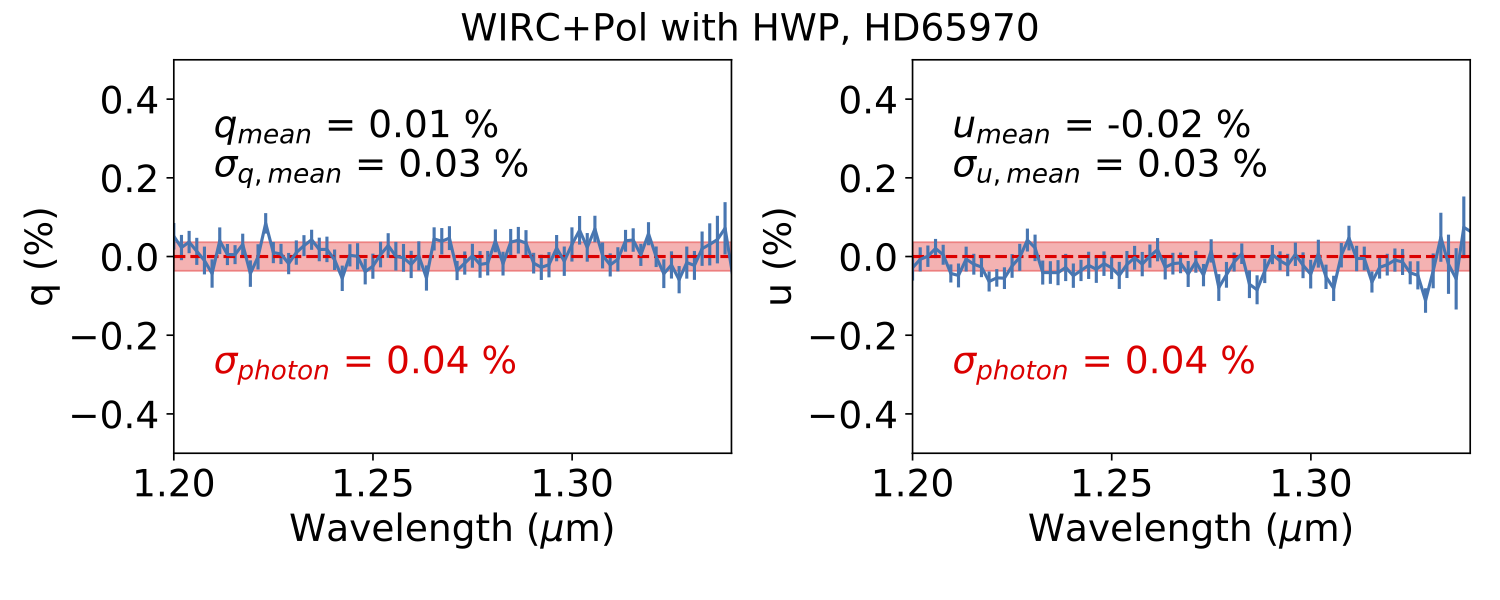 WIRC+Pol with HWP, HD65970
q (%)
0.4
0.2
0.0
−0.2
−0.4
q_mean = 0.01 %
σ_q, mean = 0.03 %
σ_photon = 0.04 %
1.20
1.25
1.30
Wavelength (μm)
u (%)
0.4
0.2
0.0
−0.2
−0.4
u_mean = -0.02 %
σ_u, mean = 0.03 %
σ_photon = 0.04 %
1.20
1.25
1.30
Wavelength (μm)